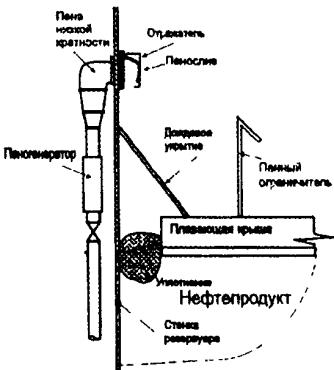 Пена
низкой
кратности
Отражатель
Пенослив
Дождевое
укрытие
Пеногенератор
Пенный
ограничитель
Плавающая крыша
Уплотнение
Нефтепродукт
Стенка
резервуара